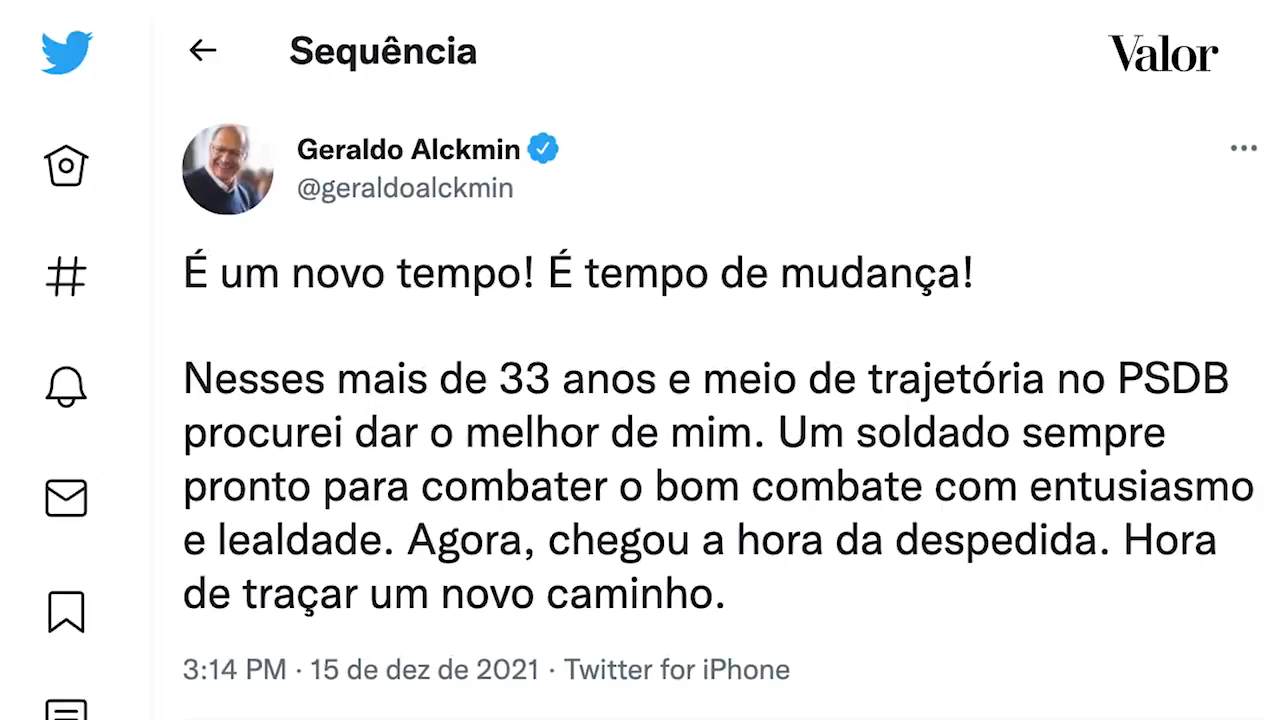 Sequência
Valor
Geraldo Alckmin
@geraldoalckmin
É um novo tempo! É tempo de mudança!
Nesses mais de 33 anos e meio de trajetória no PSDB
procurei dar o melhor de mim. Um soldado sempre
pronto para combater o bom combate com entusiasmo
e lealdade. Agora, chegou a hora da despedida. Hora
de traçar um novo caminho.
3:14 PM · 15 de dez de 2021 · Twitter for iPhone